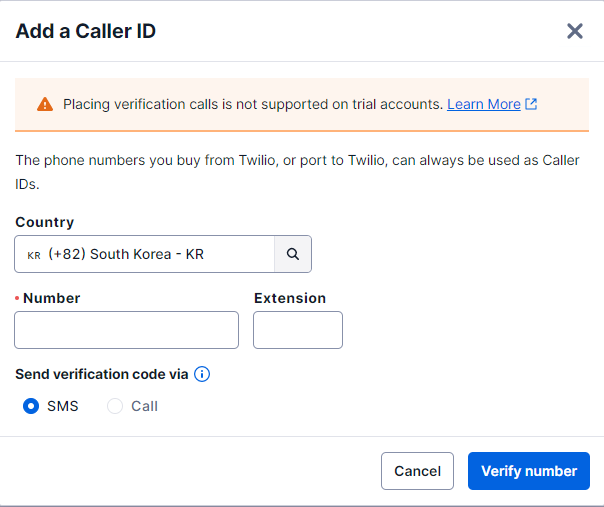 Add a Caller ID
Placing verification calls is not supported on trial accounts. Learn More
The phone numbers you buy from Twilio, or port to Twilio, can always be used as Caller
IDs.
Country
KR (+82) South Korea - KR
• Number
Extension
Send verification code via
SMS
Call
Cancel
Verify number